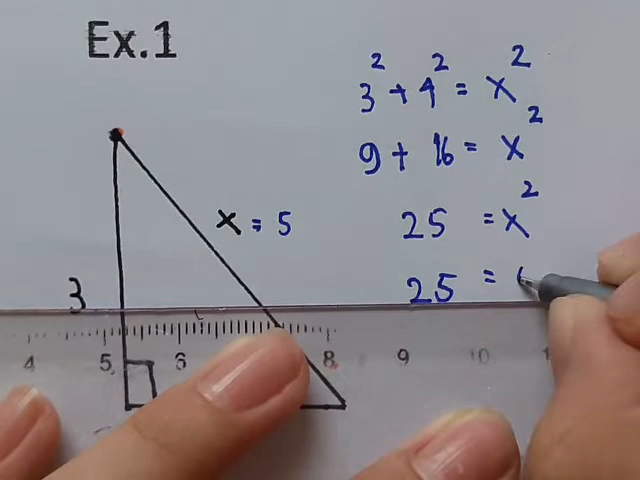 Ex.1
3² + 4² = x²
9 + 16 = x²
x = 5
25 = x²
3
25 =
4 5 6 8 9 10